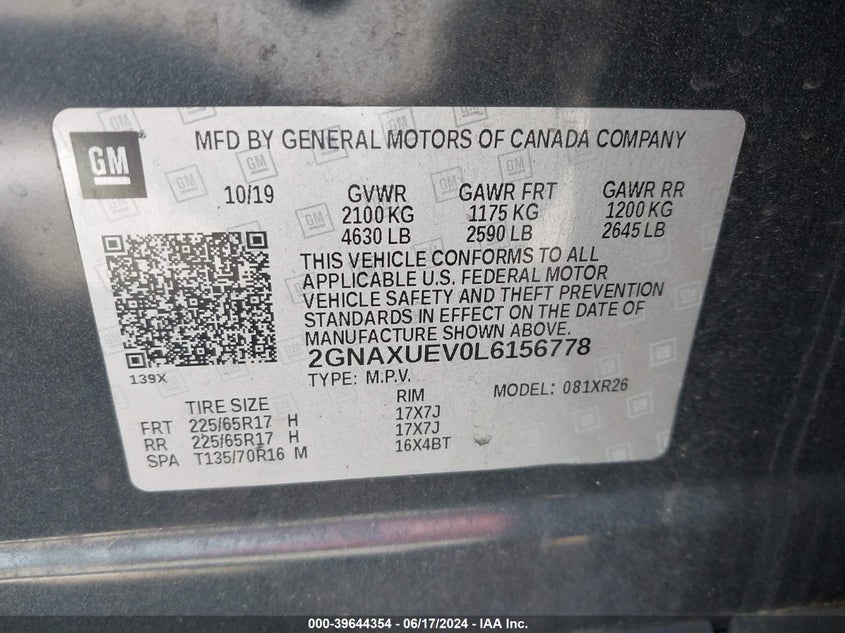 GM
MFD BY GENERAL MOTORS OF CANADA COMPANY
10/19 GVWR GAWR FRT GAWR RR
2100 KG 1175 KG 1200 KG
4630 LB 2590 LB 2645 LB
THIS VEHICLE CONFORMS TO ALL
APPLICABLE U.S. FEDERAL MOTOR
VEHICLE SAFETY AND THEFT PREVENTION
STANDARDS IN EFFECT ON THE DATE OF
MANUFACTURE SHOWN ABOVE.
2GNAXUEV0L6156778
139X TYPE: M.P.V. MODEL: 081XR26
TIRE SIZE RIM
FRT 225/65R17 H 17X7J
RR 225/65R17 H 17X7J
SPA T135/70R16 M 16X4BT
000-39644354 | 06/17/2024 | IAA Inc.